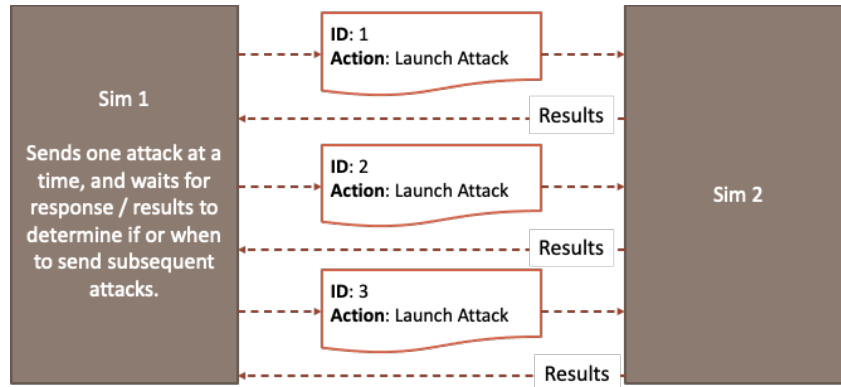 Sim 1
Sends one attack at a
time, and waits for
response / results to
determine if or when
to send subsequent
attacks.
ID: 1
Action: Launch Attack
Results
ID: 2
Action: Launch Attack
Results
ID: 3
Action: Launch Attack
Results
Sim 2